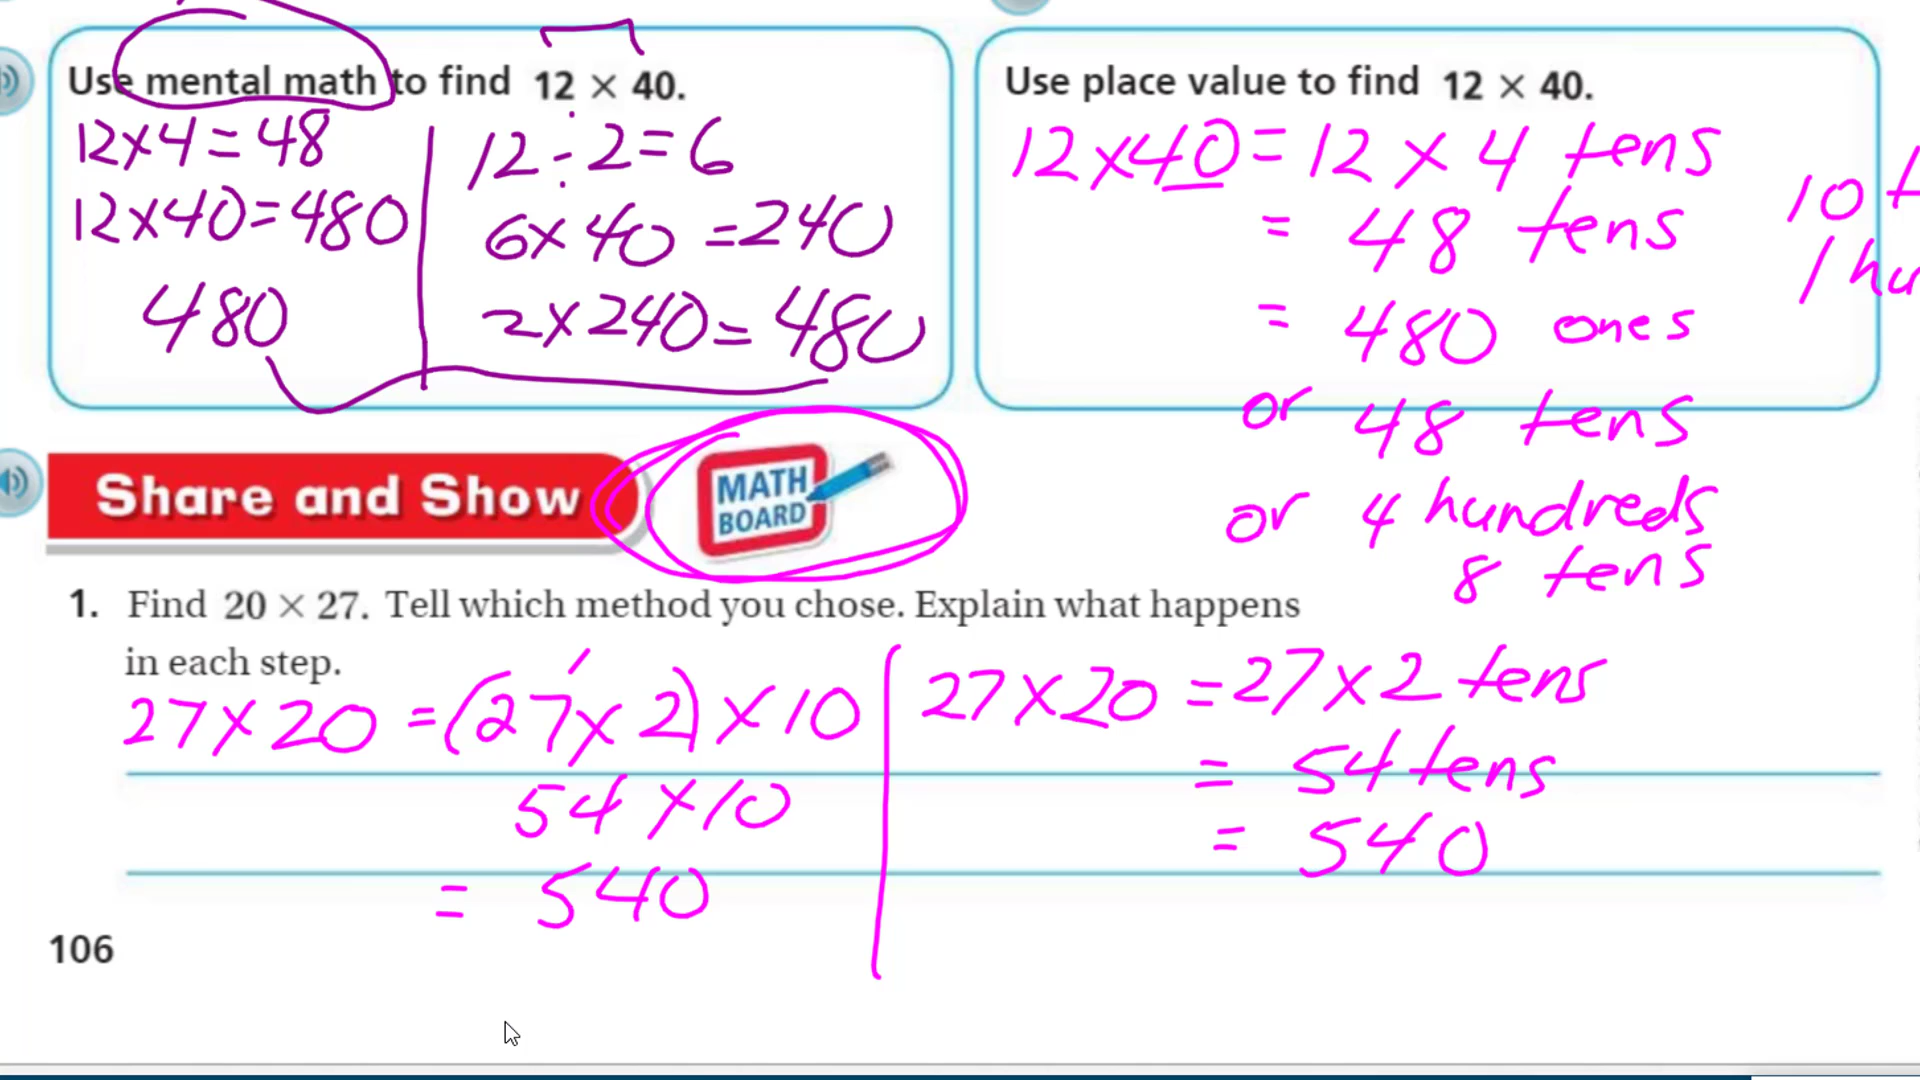 Use mental math to find 12 × 40.
12×4=48
12×40=480
480
12÷2=6
6×40=240
2×240=480
Use place value to find 12 × 40.
12×40=12×4 tens
= 48 tens
= 480 ones
or 48 tens
or 4 hundreds
8 tens
10
1
Share and Show
MATH
BOARD
1. Find 20 × 27. Tell which method you chose. Explain what happens
in each step.
27×20=(27×2)×10
54×10
= 540
27×20=27×2 tens
= 54 tens
= 540
106